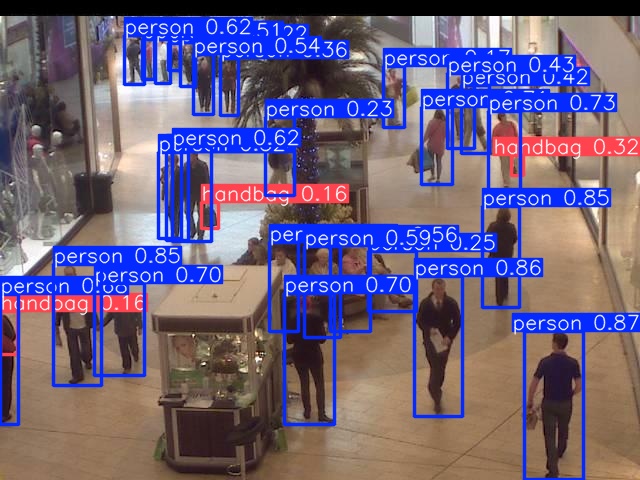 person 0.62
person 0.54
person 0.43
0.42
person
person 0.73
person 0.23
person 0.62
handbag 0.32
handbag 0.16
person 0.85
person 0.59
0.25
person 0.85
person 0.70
person 0.86
person 0.70
handbag 0.16
person 0.87